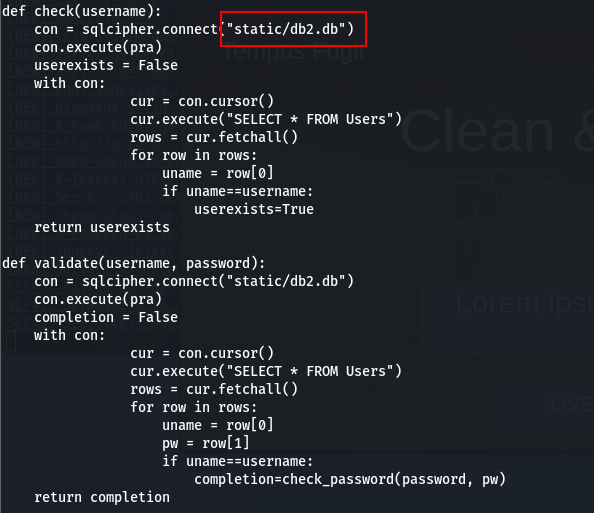 def check(username):
    con = sqlcipher.connect("static/db2.db")
    con.execute(pra)
    userexists = False
    with con:
                cur = con.cursor()
                cur.execute("SELECT * FROM Users")
                rows = cur.fetchall()
                for row in rows:
                    uname = row[0]
                    if uname==username:
                        userexists=True
    return userexists

def validate(username, password):
    con = sqlcipher.connect("static/db2.db")
    con.execute(pra)
    completion = False
    with con:
                cur = con.cursor()
                cur.execute("SELECT * FROM Users")
                rows = cur.fetchall()
                for row in rows:
                    uname = row[0]
                    pw = row[1]
                    if uname==username:
                        completion=check_password(password, pw)
    return completion
Tempus Fugit
Clean &
Lorem ips
LIVE